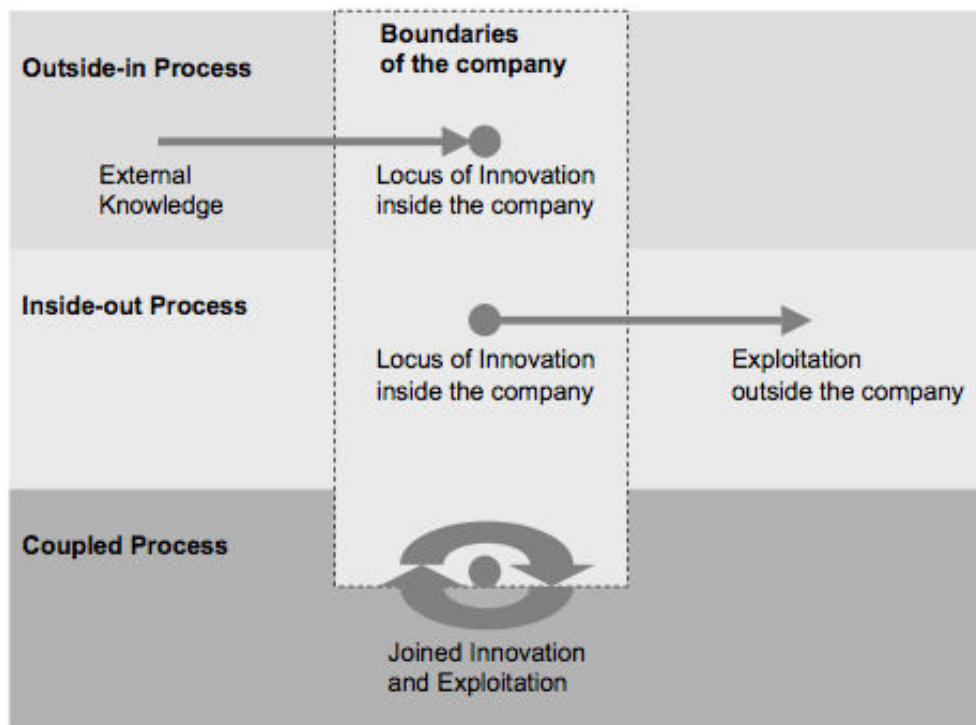 Boundaries
of the company
Outside-in Process
External
Knowledge
Locus of Innovation
inside the company
Inside-out Process
Locus of Innovation
inside the company
Exploitation
outside the company
Coupled Process
Joined Innovation
and Exploitation